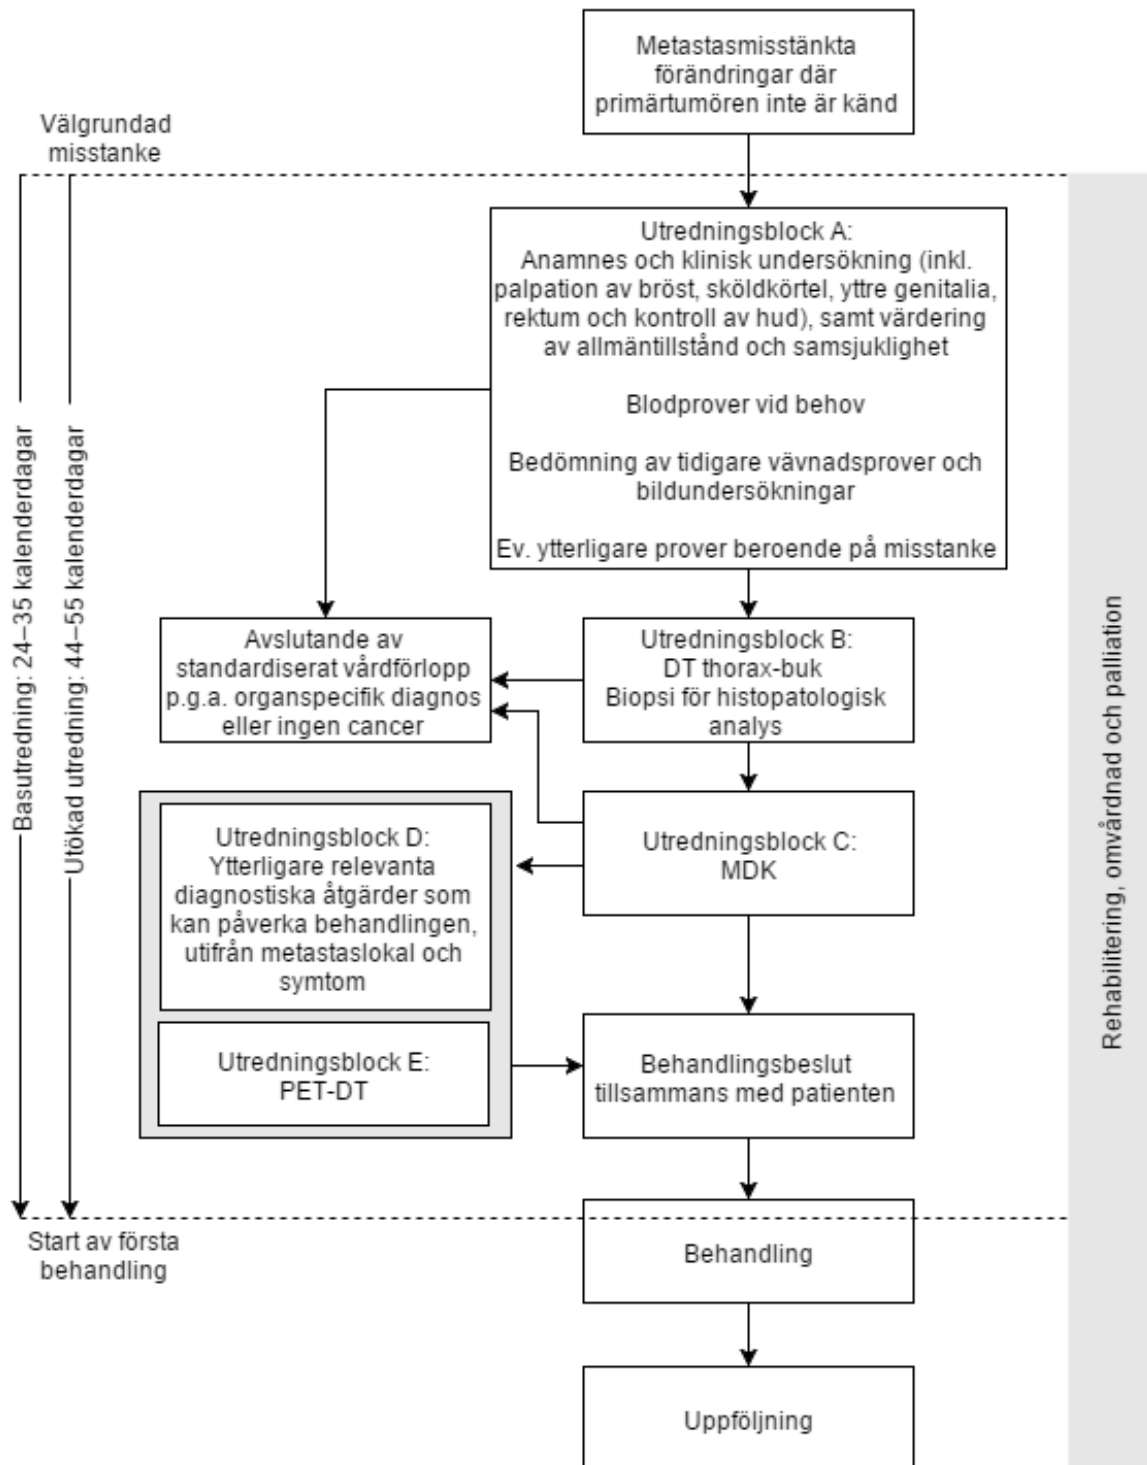 Metastasmisstänkta
förändringar där
primärtumören inte är känd
Välgrundad
misstanke
Utredningsblock A:
Anamnes och klinisk undersökning (inkl.
palpation av bröst, sköldkörtel, yttre genitalia,
rektum och kontroll av hud), samt värdering
av allmäntillstånd och samsjuklighet
Blodprover vid behov
Bedömning av tidigare vävnadsprover och
bildundersökningar
Ev. ytterligare prover beroende på misstanke
Basutredning: 24–35 kalenderdagar
Utökad utredning: 44–55 kalenderdagar
Avslutande av
standardiserat vårdförlopp
p.g.a. organspecifik diagnos
eller ingen cancer
Utredningsblock B:
DT thorax-buk
Biopsi för histopatologisk
analys
Utredningsblock D:
Ytterligare relevanta
diagnostiska åtgärder som
kan påverka behandlingen,
utifrån metastaslokal och
symtom
Utredningsblock C:
MDK
Utredningsblock E:
PET-DT
Behandlingsbeslut
tillsammans med patienten
Rehabilitering, omvårdnad och palliation
Start av första
behandling
Behandling
Uppföljning